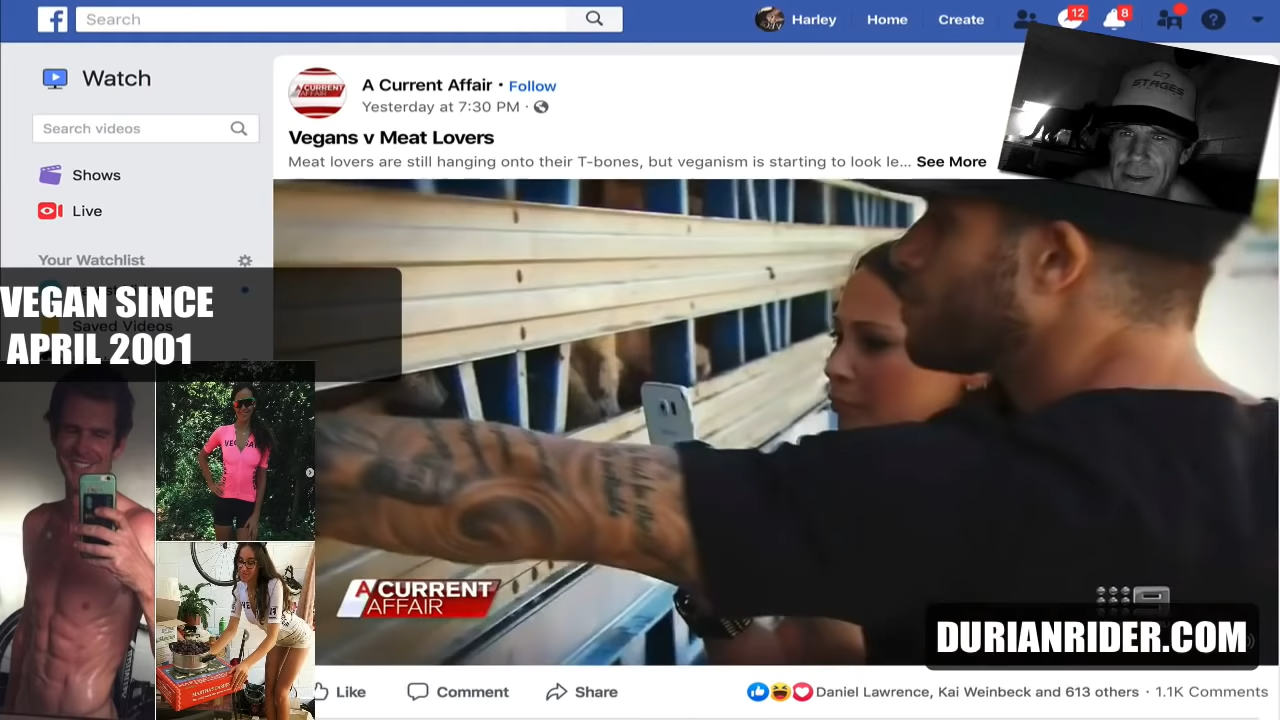 Search
Harley
Home
Create
12
8
Watch
Search videos
Shows
Live
Your Watchlist
Saved Videos
A Current Affair · Follow
Yesterday at 7:30 PM ·
Vegans v Meat Lovers
Meat lovers are still hanging onto their T-bones, but veganism is starting to look le... See More
STAGES
VEGAN SINCE
APRIL 2001
A CURRENT
AFFAIR
DURIANRIDER.COM
Like
Comment
Share
Daniel Lawrence, Kai Weinbeck and 613 others · 1.1K Comments